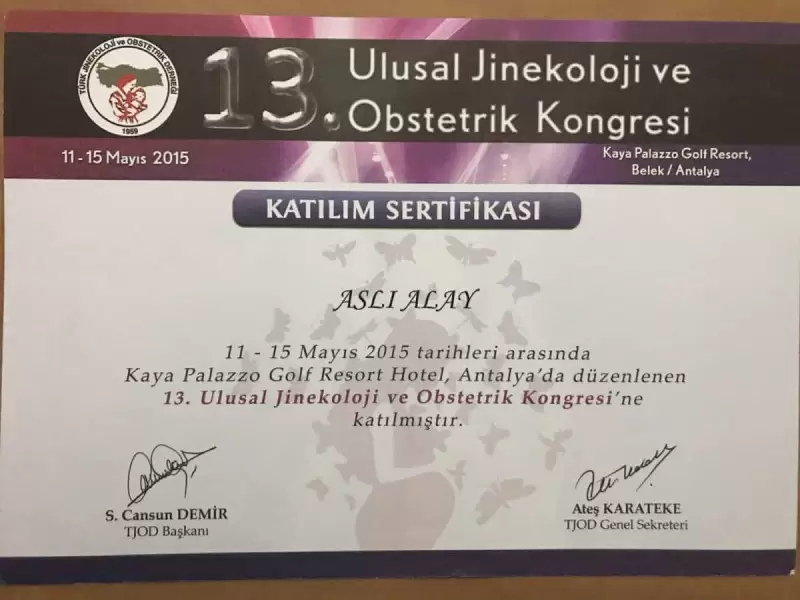 TÜRK JİNEKOLOJİ ve OBSTETRİK DERNEĞİ
1959
13. Ulusal Jinekoloji ve
Obstetrik Kongresi
11 - 15 Mayıs 2015
Kaya Palazzo Golf Resort,
Belek / Antalya
KATILIM SERTİFİKASI
ASLI ALAY
11 - 15 Mayıs 2015 tarihleri arasında
Kaya Palazzo Golf Resort Hotel, Antalya'da düzenlenen
13. Ulusal Jinekoloji ve Obstetrik Kongresi'ne
katılmıştır.
S. Cansun DEMİR
TJOD Başkanı
Ateş KARATEKE
TJOD Genel Sekreteri